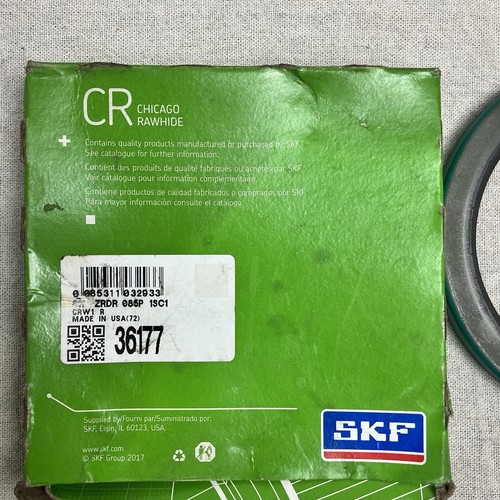 CR CHICAGO
RAWHIDE
Contains quality products manufactured or purchased by SKF.
See catalogue for further information.
Contient des produits de qualité fabriqués ou achetés par SKF.
Voir catalogue pour information complémentaire.
Contiene productos de calidad fabricados o comprados por SKF.
Para mayor información consulte el catálogo.
0 085311 032933
ZRDR 085P 1SC1
CRW1 R
MADE IN USA(72)
36177
Supplied by/Fourni par/Suministrado por:
SKF, Elgin, IL 60123, USA.
www.skf.com
© SKF Group 2017
SKF